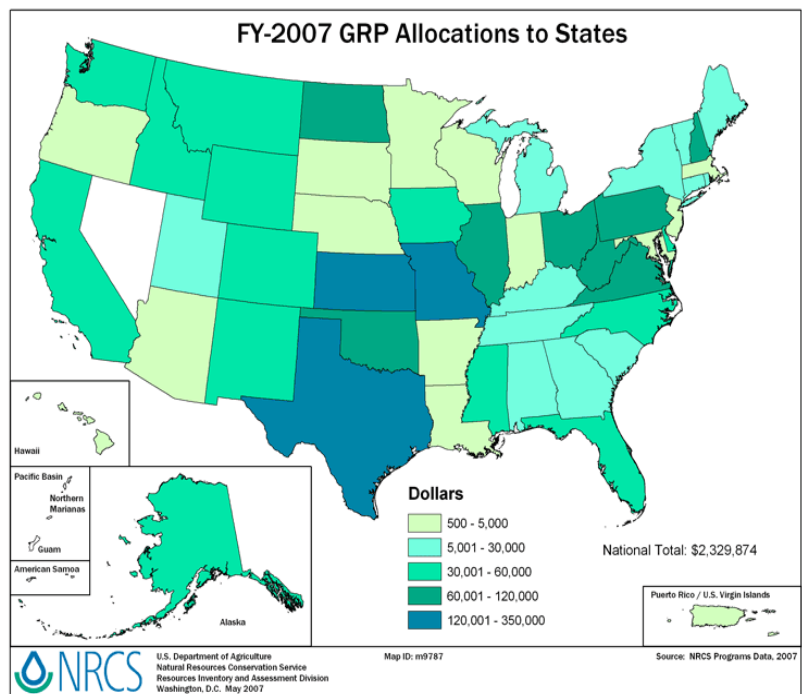 FY-2007 GRP Allocations to States
Hawaii
Pacific Basin
Northern
Marianas
Guam
American Samoa
Alaska
Dollars
500 - 5,000
5,001 - 30,000
30,001 - 60,000
60,001 - 120,000
120,001 - 350,000
National Total: $2,329,874
Puerto Rico / U.S. Virgin Islands
NRCS
U.S. Department of Agriculture
Natural Resources Conservation Service
Resources Inventory and Assessment Division
Washington, D.C. May 2007
Map ID: m9787
Source: NRCS Programs Data, 2007